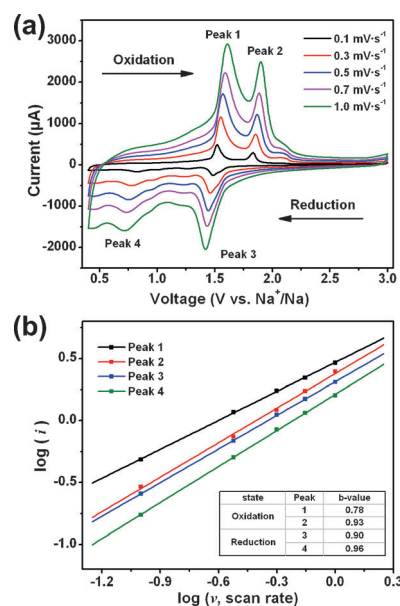 (a)
Oxidation
Peak 1
Peak 2
0.1 mV·s⁻¹
0.3 mV·s⁻¹
0.5 mV·s⁻¹
0.7 mV·s⁻¹
1.0 mV·s⁻¹
Reduction
Peak 4
Peak 3
Current (µA)
3000
2000
1000
0
-1000
-2000
0.5 1.0 1.5 2.0 2.5 3.0
Voltage (V vs. Na⁺/Na)
(b)
Peak 1
Peak 2
Peak 3
Peak 4
log (i)
0.5
0.0
-0.5
-1.0
state Peak b-value
Oxidation 1 0.78
2 0.93
Reduction 3 0.90
4 0.96
-1.2 -0.9 -0.6 -0.3 0.0 0.3
log (v, scan rate)